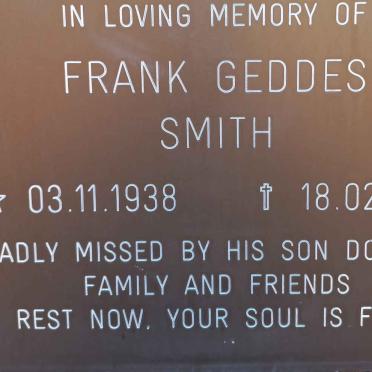 IN LOVING MEMORY OF
FRANK GEDDES
SMITH
03.11.1938 18.02
MISSED BY HIS SON
FAMILY AND FRIENDS
REST NOW. YOUR SOUL IS